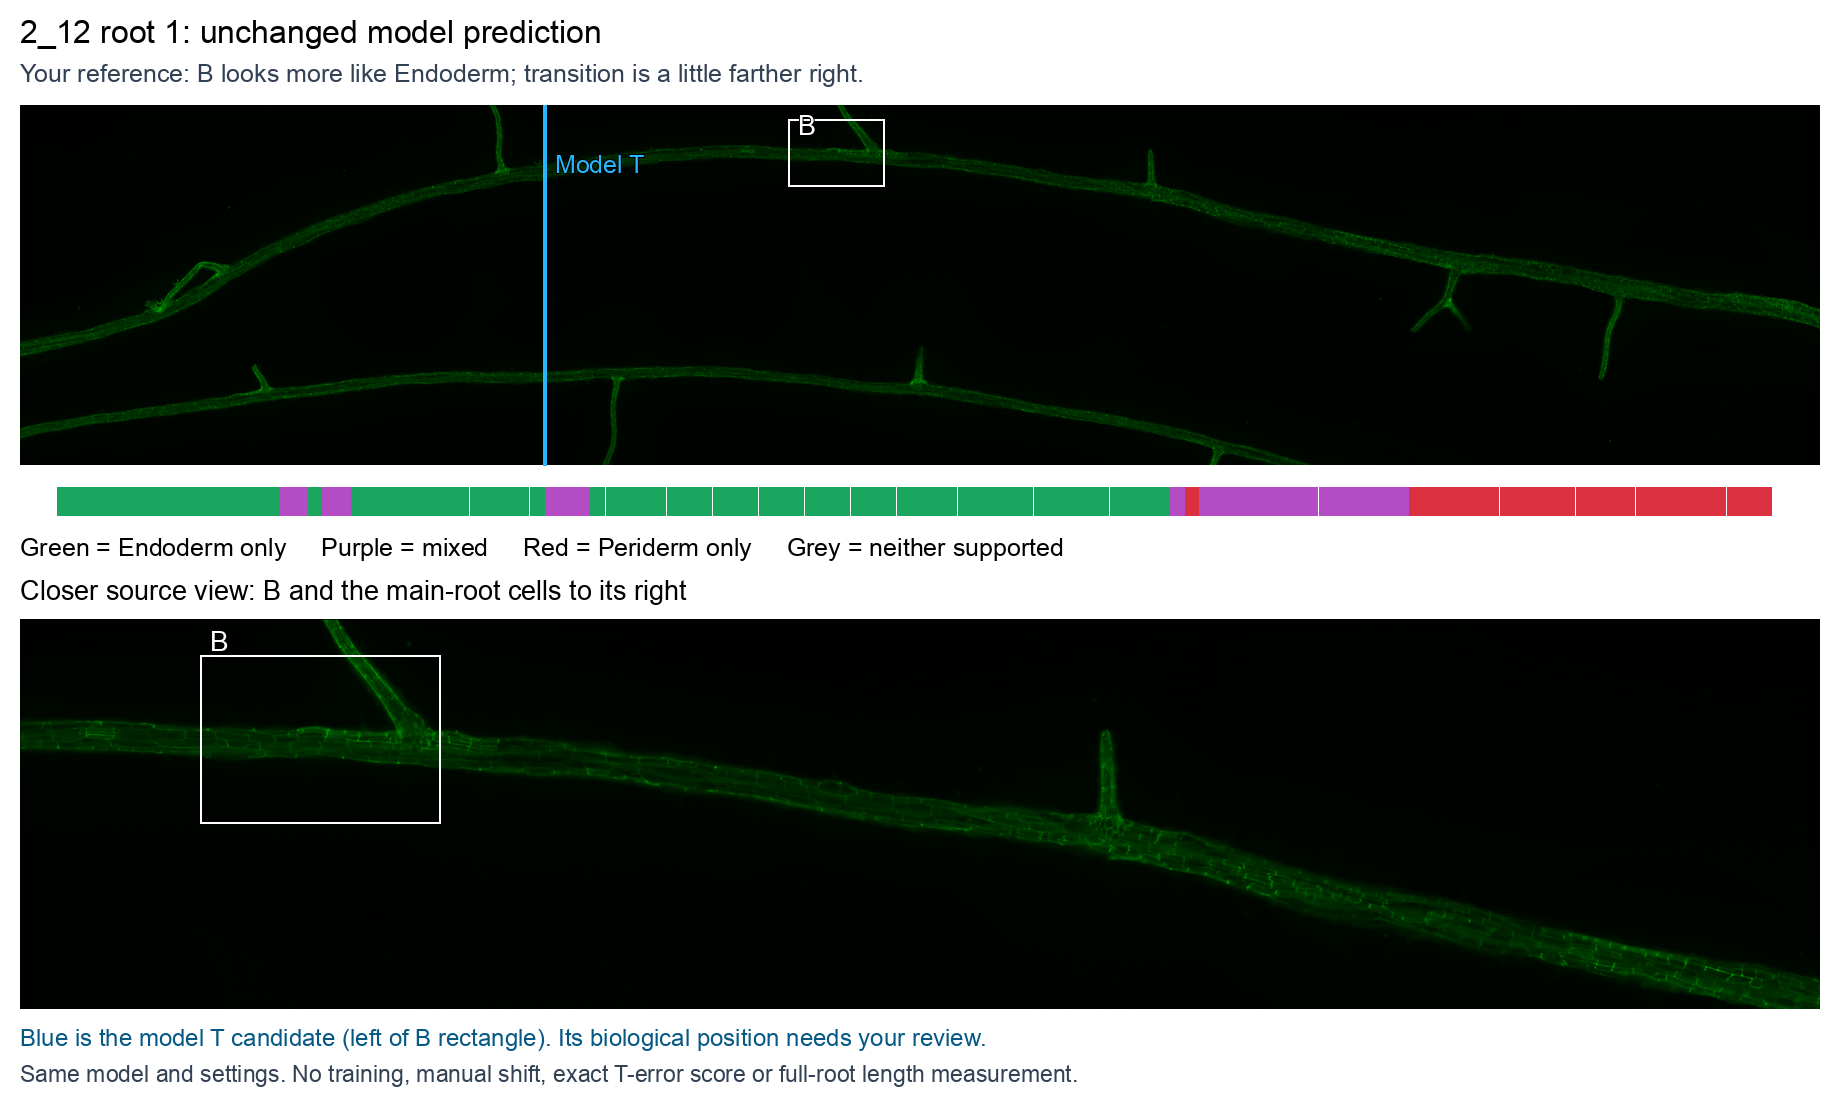 2_12 root 1: unchanged model prediction
Your reference: B looks more like Endoderm; transition is a little farther right.
B
Model T
Green = Endoderm only Purple = mixed Red = Periderm only Grey = neither supported
Closer source view: B and the main-root cells to its right
B
Blue is the model T candidate (left of B rectangle). Its biological position needs your review.
Same model and settings. No training, manual shift, exact T-error score or full-root length measurement.